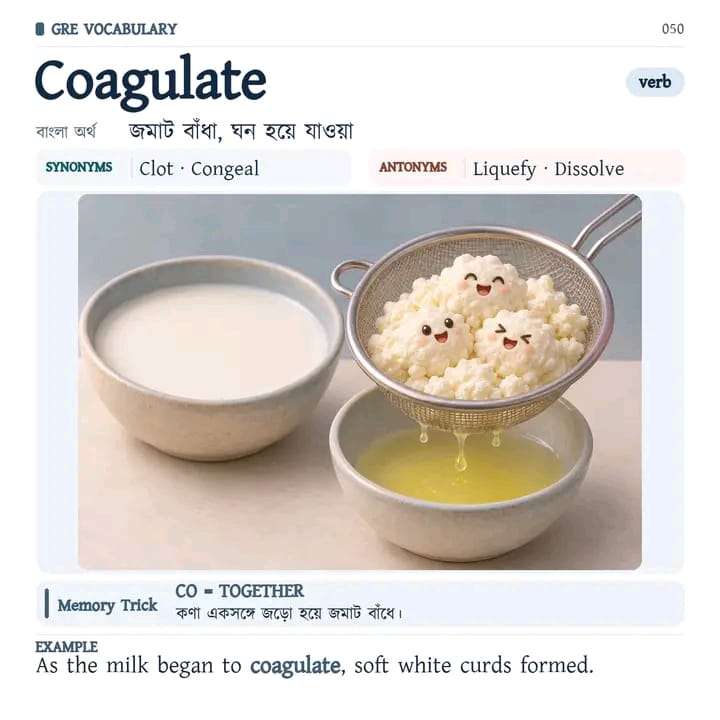 GRE VOCABULARY
050
Coagulate
verb
বাংলা অর্থ জমাট বাঁধা, ঘন হয়ে যাওয়া
SYNONYMS Clot · Congeal
ANTONYMS Liquefy · Dissolve
Memory Trick
CO = TOGETHER
কণা একসঙ্গে জড়ো হয়ে জমাট বাঁধে।
EXAMPLE
As the milk began to coagulate, soft white curds formed.